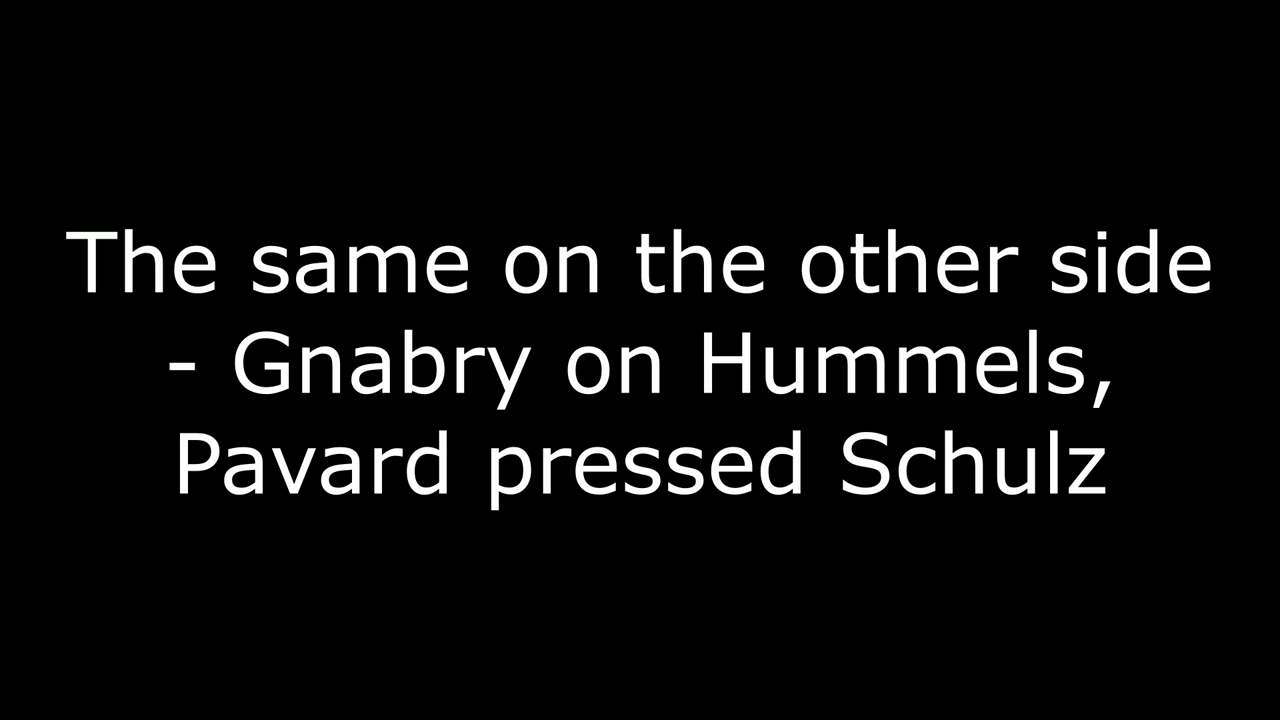 The same on the other side
- Gnabry on Hummels,
Pavard pressed Schulz